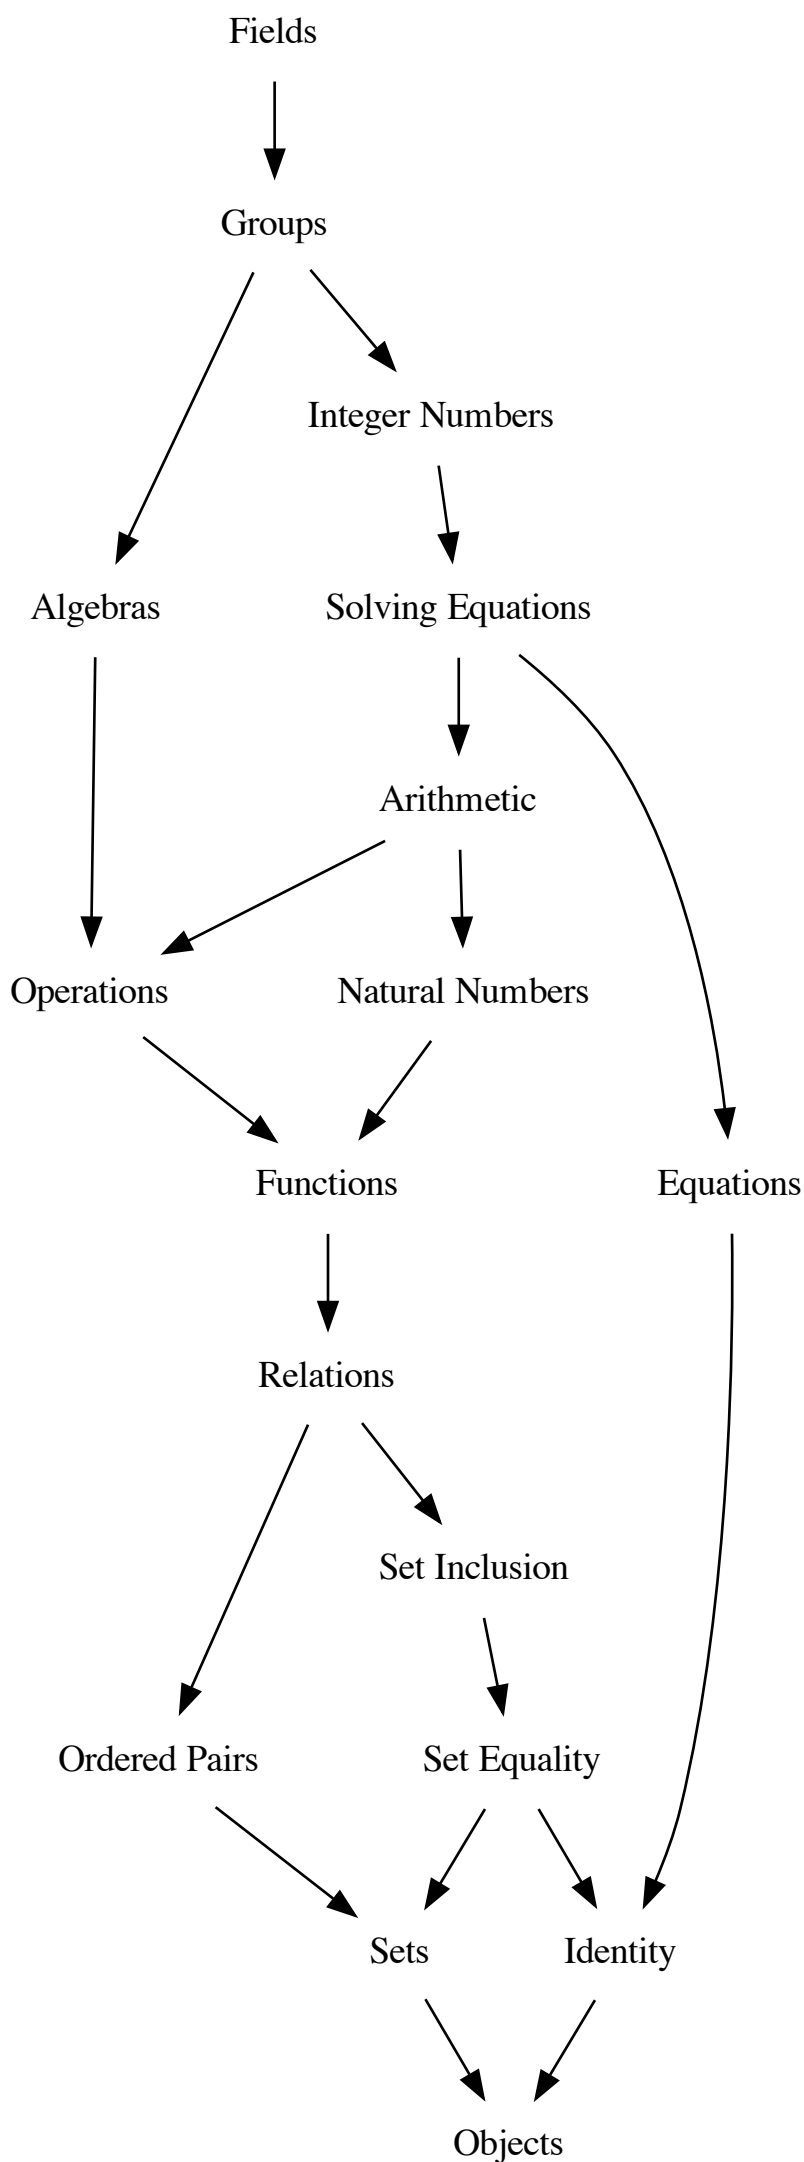 Fields
Groups
Integer Numbers
Algebras
Solving Equations
Arithmetic
Operations
Natural Numbers
Functions
Equations
Relations
Set Inclusion
Ordered Pairs
Set Equality
Sets
Identity
Objects